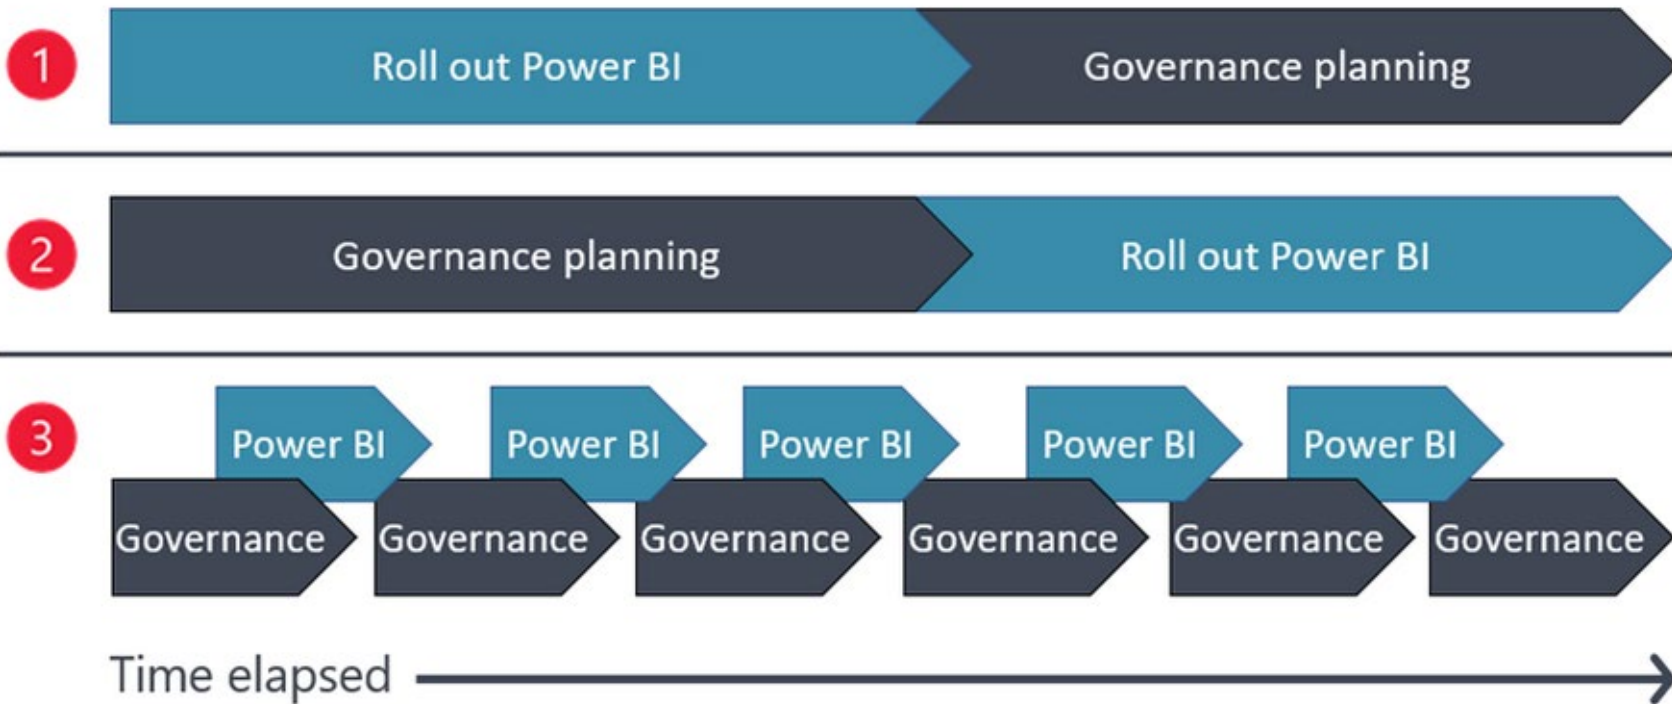 1
Roll out Power BI
Governance planning
2
Governance planning
Roll out Power BI
3
Power BI
Power BI
Power BI
Power BI
Power BI
Governance
Governance
Governance
Governance
Governance
Governance
Time elapsed